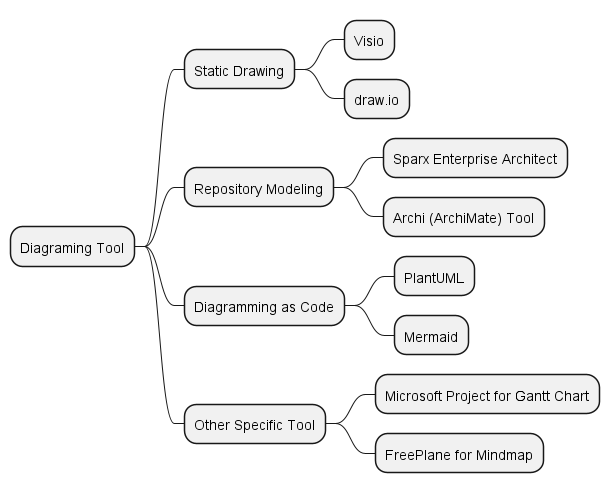 Diagraming Tool
Static Drawing
Visio
draw.io
Repository Modeling
Sparx Enterprise Architect
Archi (ArchiMate) Tool
Diagramming as Code
PlantUML
Mermaid
Other Specific Tool
Microsoft Project for Gantt Chart
FreePlane for Mindmap